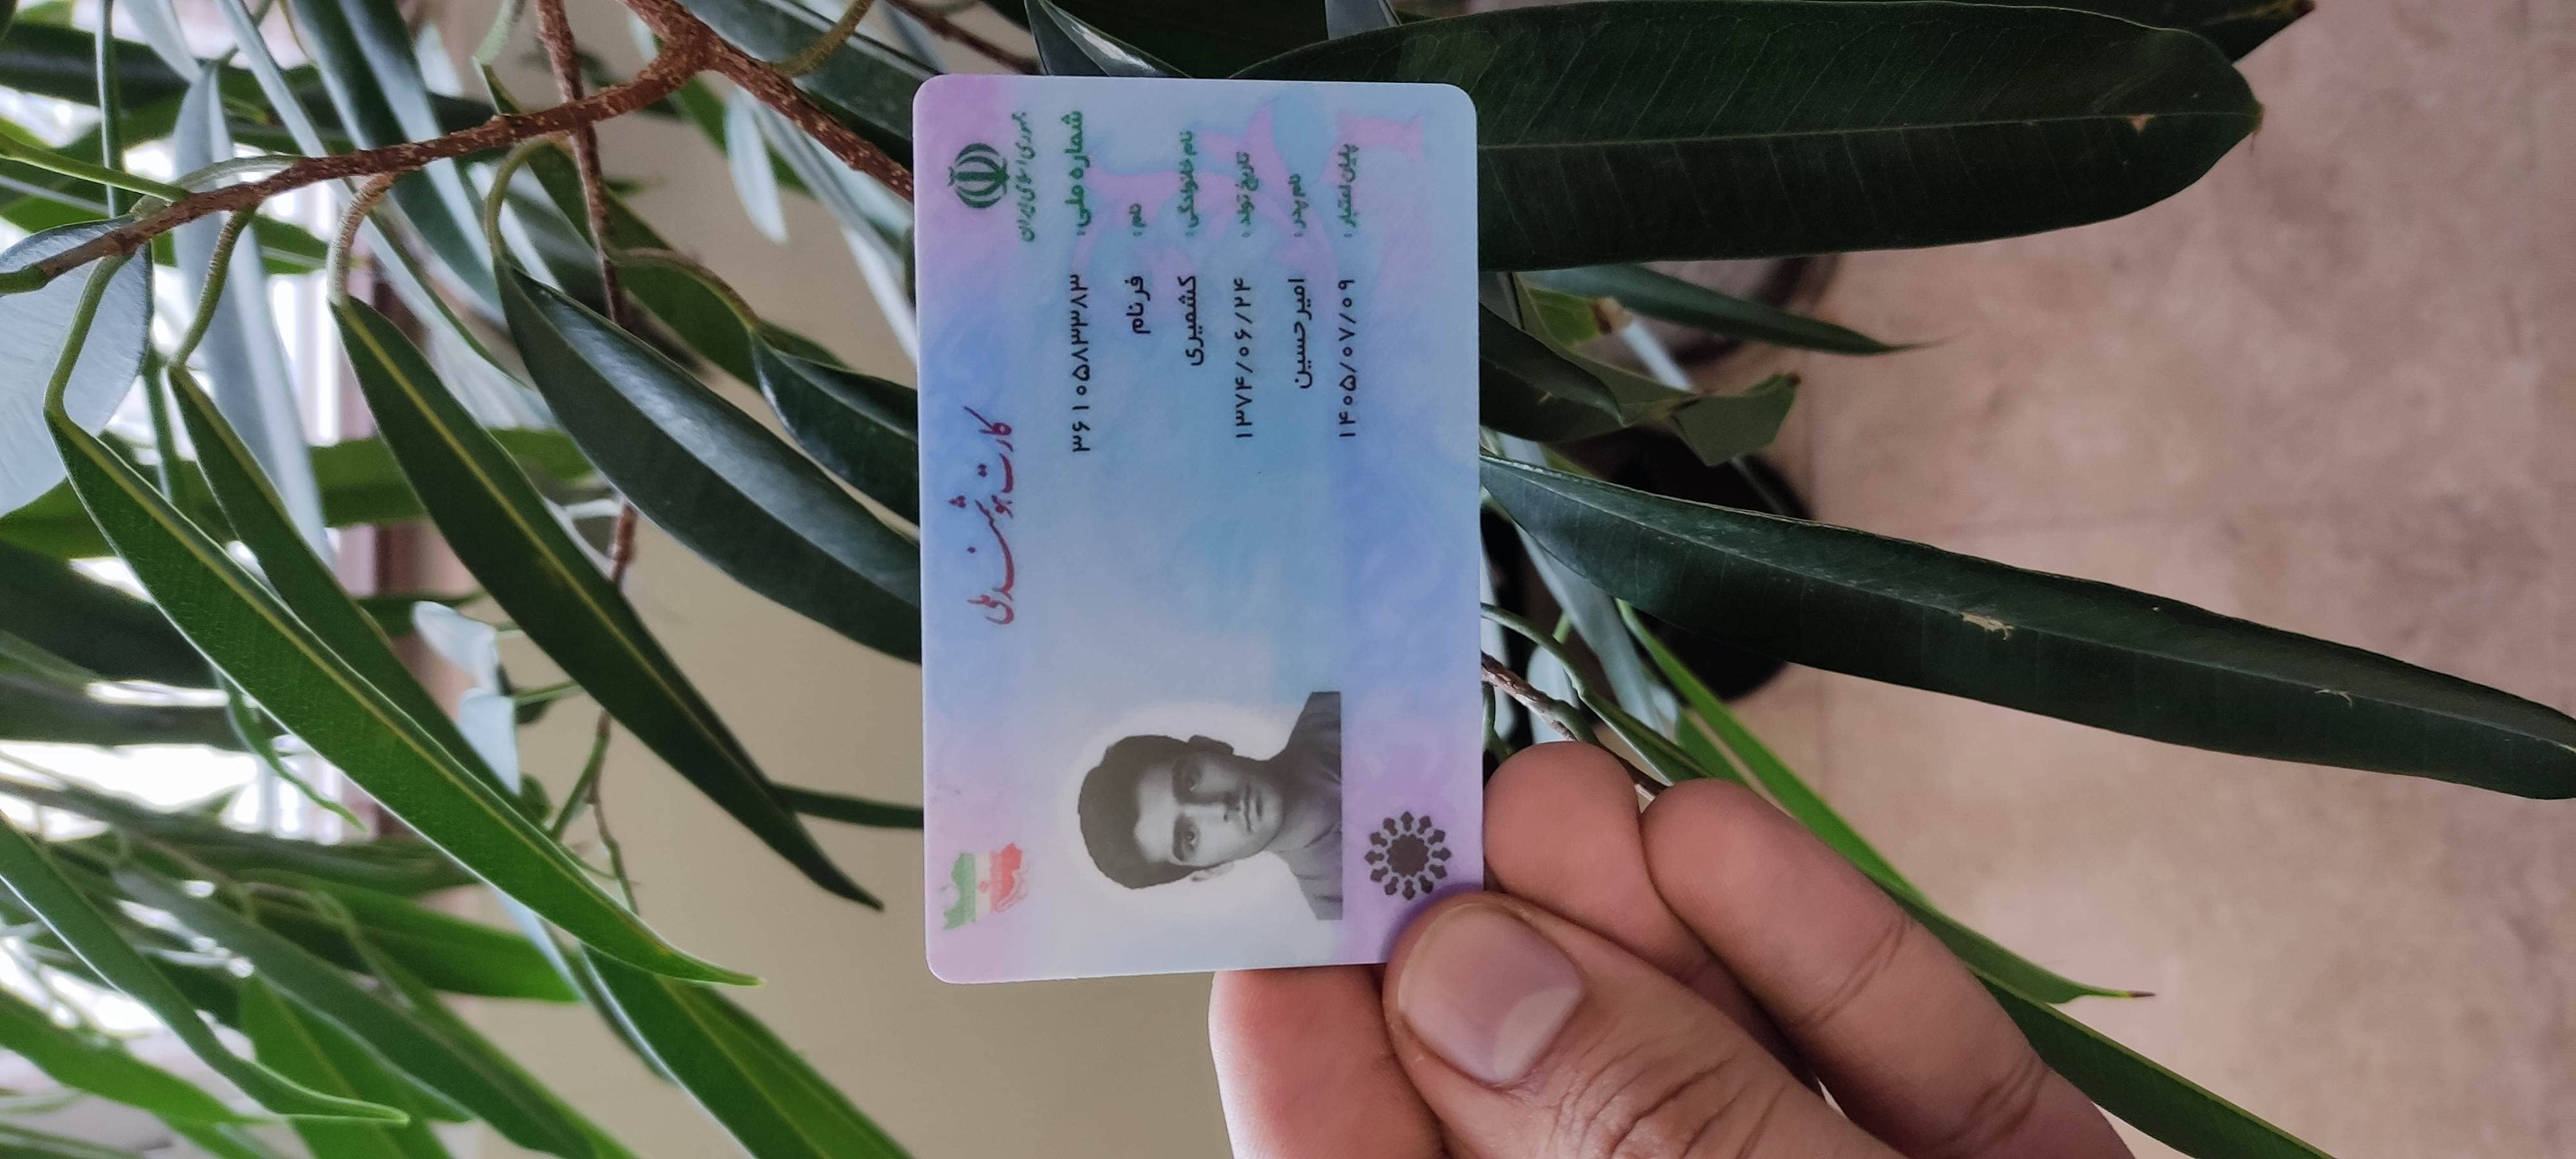 جمهوری اسلامی ایران
کارت هوشمند ملی
شماره ملی: ۳۶۱۰۵۸۳۳۸۳
نام: فرنام
نام خانوادگی: کشمیری
تاریخ تولد: ۱۳۷۴/۰۶/۲۴
نام پدر: امیرحسین
پایان اعتبار: ۱۴۰۵/۰۷/۰۹